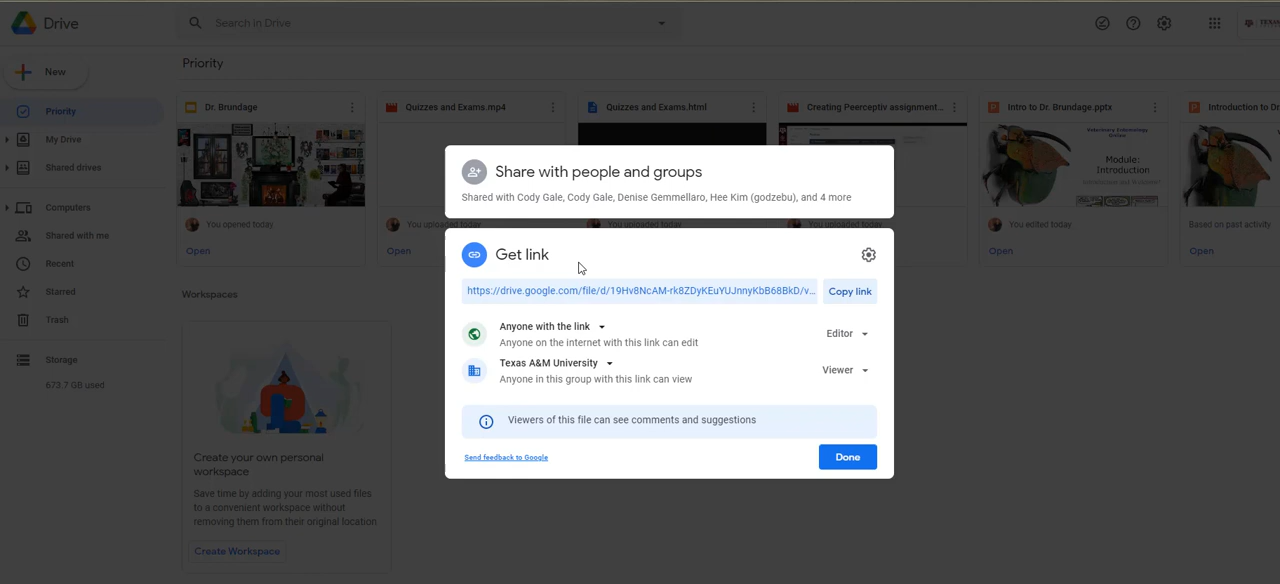 Drive
Search in Drive
New
Priority
My Drive
Shared drives
Computers
Shared with me
Recent
Starred
Trash
Storage
673.7 GB used
Priority
Dr. Brundage
You opened today
Open
Quizzes and Exams.mp4
You uploaded today
Open
Quizzes and Exams.html
You uploaded today
Creating Peerceptiv assignment...
You uploaded today
Intro to Dr. Brundage.pptx
Veterinary Entomology
Online
Module:
Introduction
You edited today
Open
Introduction to Dr
Based on past activity
Open
Workspaces
Create your own personal
workspace
Save time by adding your most used files
to a convenient workspace without
removing them from their original location
Create Workspace
Share with people and groups
Shared with Cody Gale, Cody Gale, Denise Gemmellaro, Hee Kim (godzebu), and 4 more
Get link
https://drive.google.com/file/d/19Hv8NcAM-rk8ZDyKEuYUJnnyKbB68BkD/v...
Copy link
Anyone with the link
Anyone on the internet with this link can edit
Editor
Texas A&M University
Anyone in this group with this link can view
Viewer
Viewers of this file can see comments and suggestions
Send feedback to Google
Done